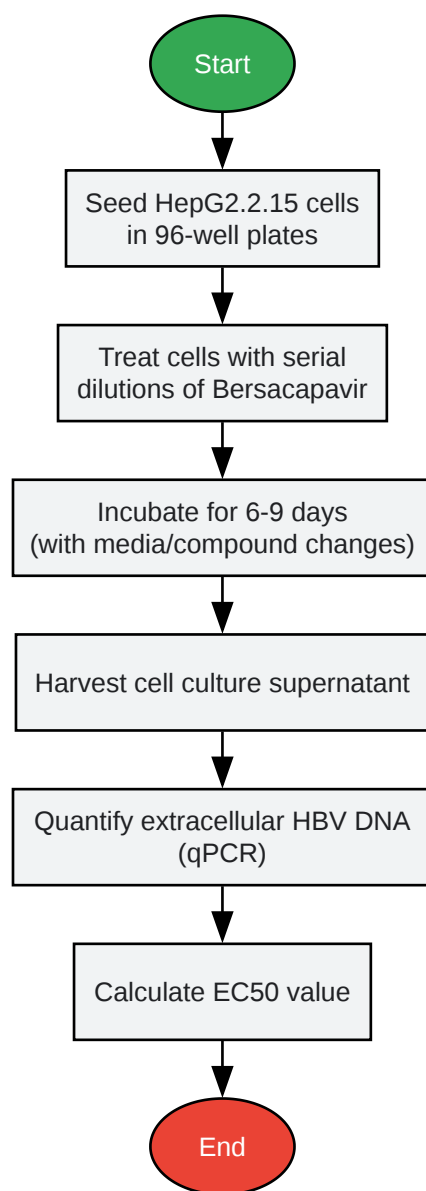 Start
Seed HepG2.2.15 cells
in 96-well plates
Treat cells with serial
dilutions of Bersacapavir
Incubate for 6-9 days
(with media/compound changes)
Harvest cell culture supernatant
Quantify extracellular HBV DNA
(qPCR)
Calculate EC50 value
End